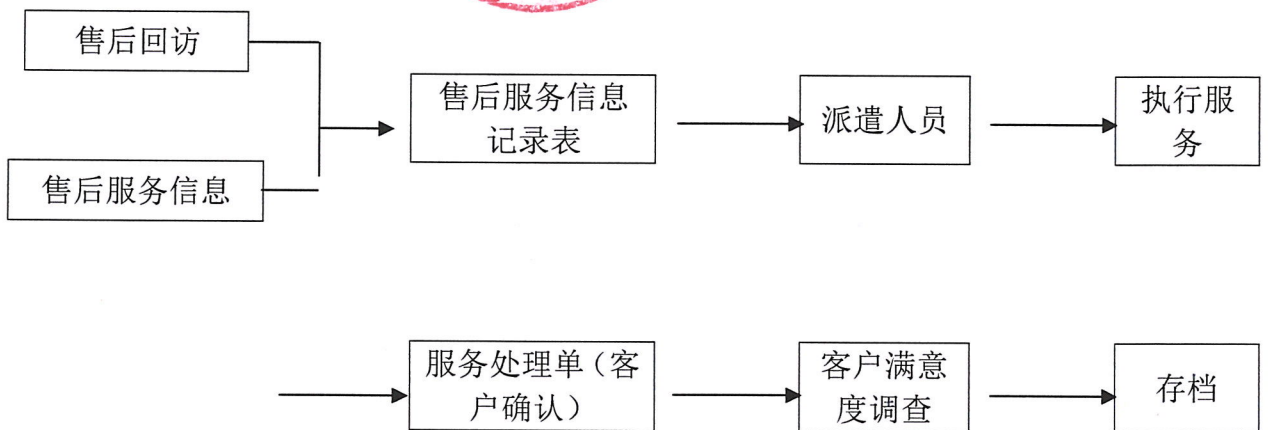 售后回访
售后服务信息
售后服务信息
记录表
派遣人员
执行服
务
服务处理单（客
户确认）
客户满意
度调查
存档